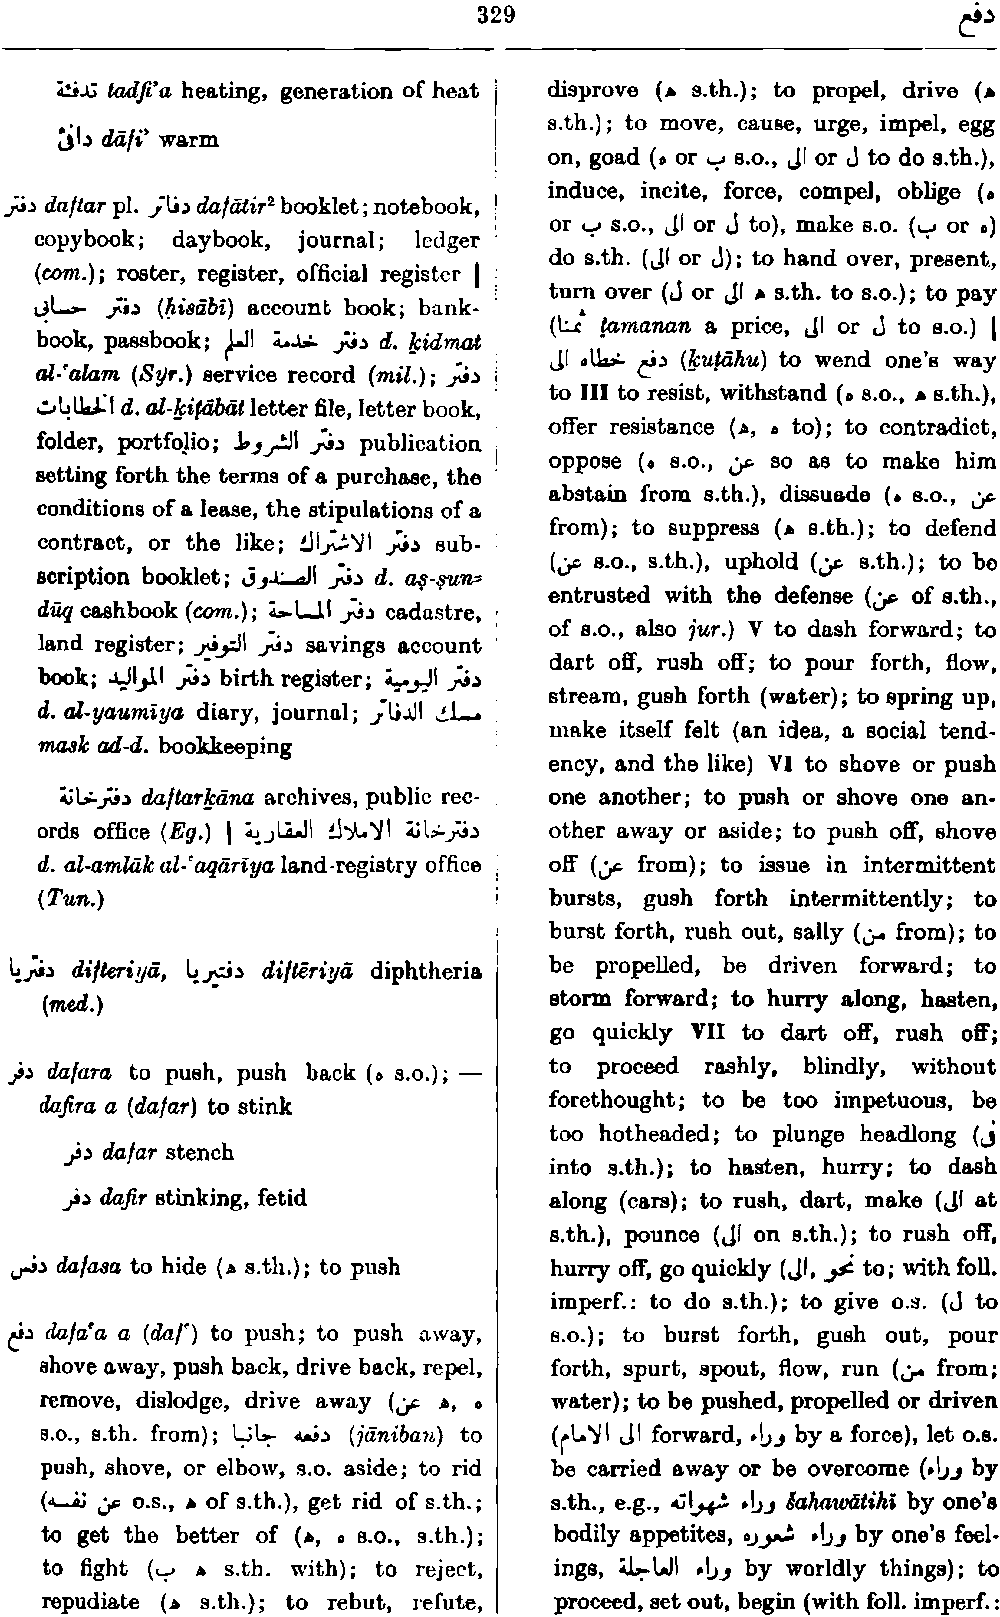 329
دفع
تدفئة tadfi'a heating, generation of heat
دافئ dāfi' warm
دفتر daftar pl. دفاتر dafātir² booklet; notebook,
copybook; daybook, journal; ledger
(com.); roster, register, official register |
دفتر حسابى (ḥisābī) account book; bank-
book, passbook; دفتر خدمة العلم d. ḵidmat
al-'alam (Syr.) service record (mil.); دفتر
الخطابات d. al-ḵiṭābāt letter file, letter book,
folder, portfolio; دفتر الشروط publication
setting forth the terms of a purchase, the
conditions of a lease, the stipulations of a
contract, or the like; دفتر الاشتراك sub-
scription booklet; دفتر الصندوق d. aṣ-ṣun-
dūq cashbook (com.); دفتر المساحة cadastre,
land register; دفتر التوفير savings account
book; دفتر المواليد birth register; دفتر اليومية
d. al-yaumīya diary, journal; مسك الدفاتر
mask ad-d. bookkeeping
دفترخانة daftarḵāna archives, public rec-
ords office (Eg.) | دفترخانة الاملاك العقارية
d. al-amlāk al-'aqārīya land-registry office
(Tun.)
دفتريا difteriyā, دفتيريا diftēriyā diphtheria
(med.)
دفر dafara to push, push back (ه s.o.); —
dafira a (dafar) to stink
دفر dafar stench
دفر dafir stinking, fetid
دفس dafasa to hide (ه s.th.); to push
دفع dafa'a a (daf') to push; to push away,
shove away, push back, drive back, repel,
remove, dislodge, drive away (عن ه, ه
s.o., s.th. from); دفعه جانبا (jāniban) to
push, shove, or elbow, s.o. aside; to rid
(عن نفسه o.s., ه of s.th.), get rid of s.th.;
to get the better of (ه, ه s.o., s.th.);
to fight (ب ه s.th. with); to reject,
repudiate (ه s.th.); to rebut, refute,
disprove (ه s.th.); to propel, drive (ه
s.th.); to move, cause, urge, impel, egg
on, goad (ه or ب s.o., الى or ل to do s.th.),
induce, incite, force, compel, oblige (ه
or ب s.o., الى or ل to), make s.o. (ب or ه)
do s.th. (الى or ل); to hand over, present,
turn over (ل or الى ه s.th. to s.o.); to pay
(ثمنا ṯamanan a price, الى or ل to s.o.) |
دفع خطاه الى (ḵuṭāhu) to wend one's way
to III to resist, withstand (ه s.o., ه s.th.),
offer resistance (ه, ه to); to contradict,
oppose (ه s.o., عن so as to make him
abstain from s.th.), dissuade (ه s.o., عن
from); to suppress (ه s.th.); to defend
(عن s.o., s.th.), uphold (عن s.th.); to be
entrusted with the defense (عن of s.th.,
of s.o., also jur.) V to dash forward; to
dart off, rush off; to pour forth, flow,
stream, gush forth (water); to spring up,
make itself felt (an idea, a social tend-
ency, and the like) VI to shove or push
one another; to push or shove one an-
other away or aside; to push off, shove
off (عن from); to issue in intermittent
bursts, gush forth intermittently; to
burst forth, rush out, sally (من from); to
be propelled, be driven forward; to
storm forward; to hurry along, hasten,
go quickly VII to dart off, rush off;
to proceed rashly, blindly, without
forethought; to be too impetuous, be
too hotheaded; to plunge headlong (فى
into s.th.); to hasten, hurry; to dash
along (cars); to rush, dart, make (الى at
s.th.), pounce (الى on s.th.); to rush off,
hurry off, go quickly (الى, نحو to; with foll.
imperf.: to do s.th.); to give o.s. (ل to
s.o.); to burst forth, gush out, pour
forth, spurt, spout, flow, run (من from;
water); to be pushed, propelled or driven
(الى الامام forward, وراء by a force), let o.s.
be carried away or be overcome (وراء by
s.th., e.g., وراء شهواته šahawātihī by one's
bodily appetites, وراء شعوره by one's feel-
ings, وراء العاجلة by worldly things); to
proceed, set out, begin (with foll. imperf.: